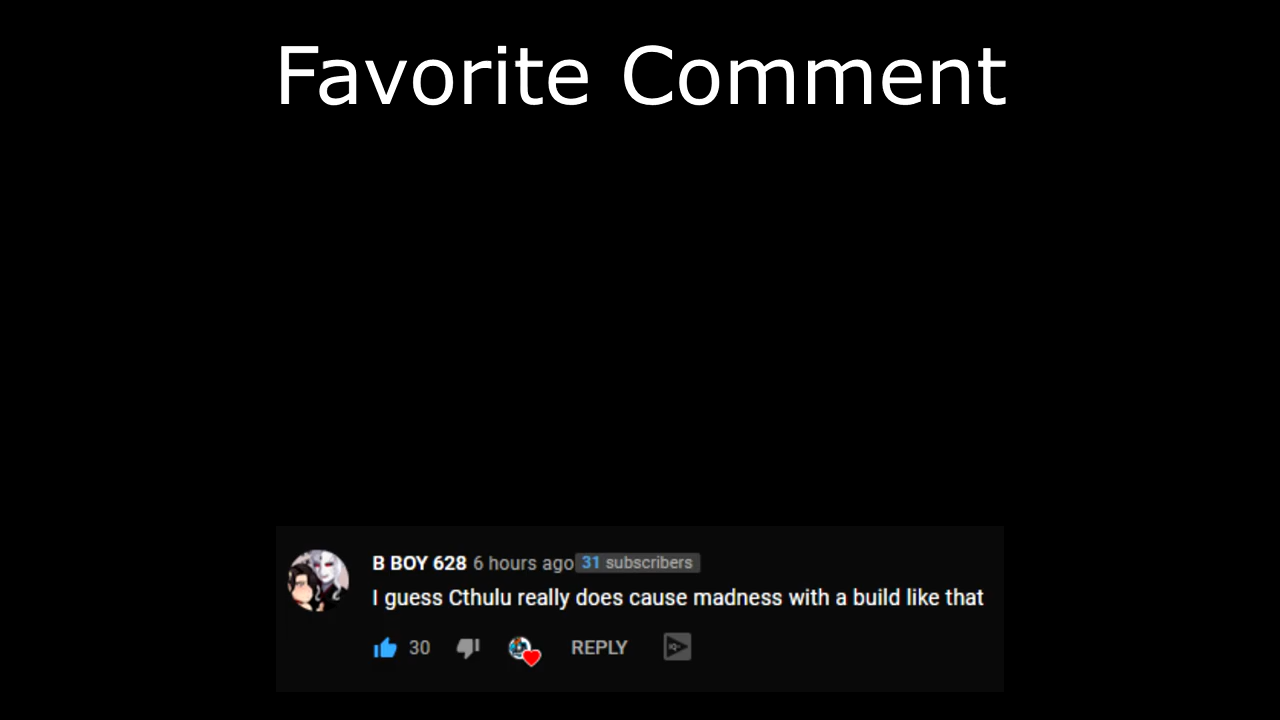 Favorite Comment
B BOY 628 6 hours ago 31 subscribers
I guess Cthulu really does cause madness with a build like that
30 REPLY